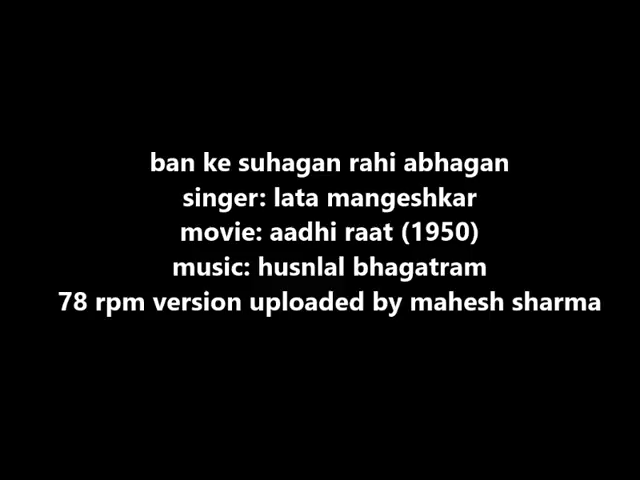 ban ke suhagan rahi abhagan
singer: lata mangeshkar
movie: aadhi raat (1950)
music: husnlal bhagatram
78 rpm version uploaded by mahesh sharma